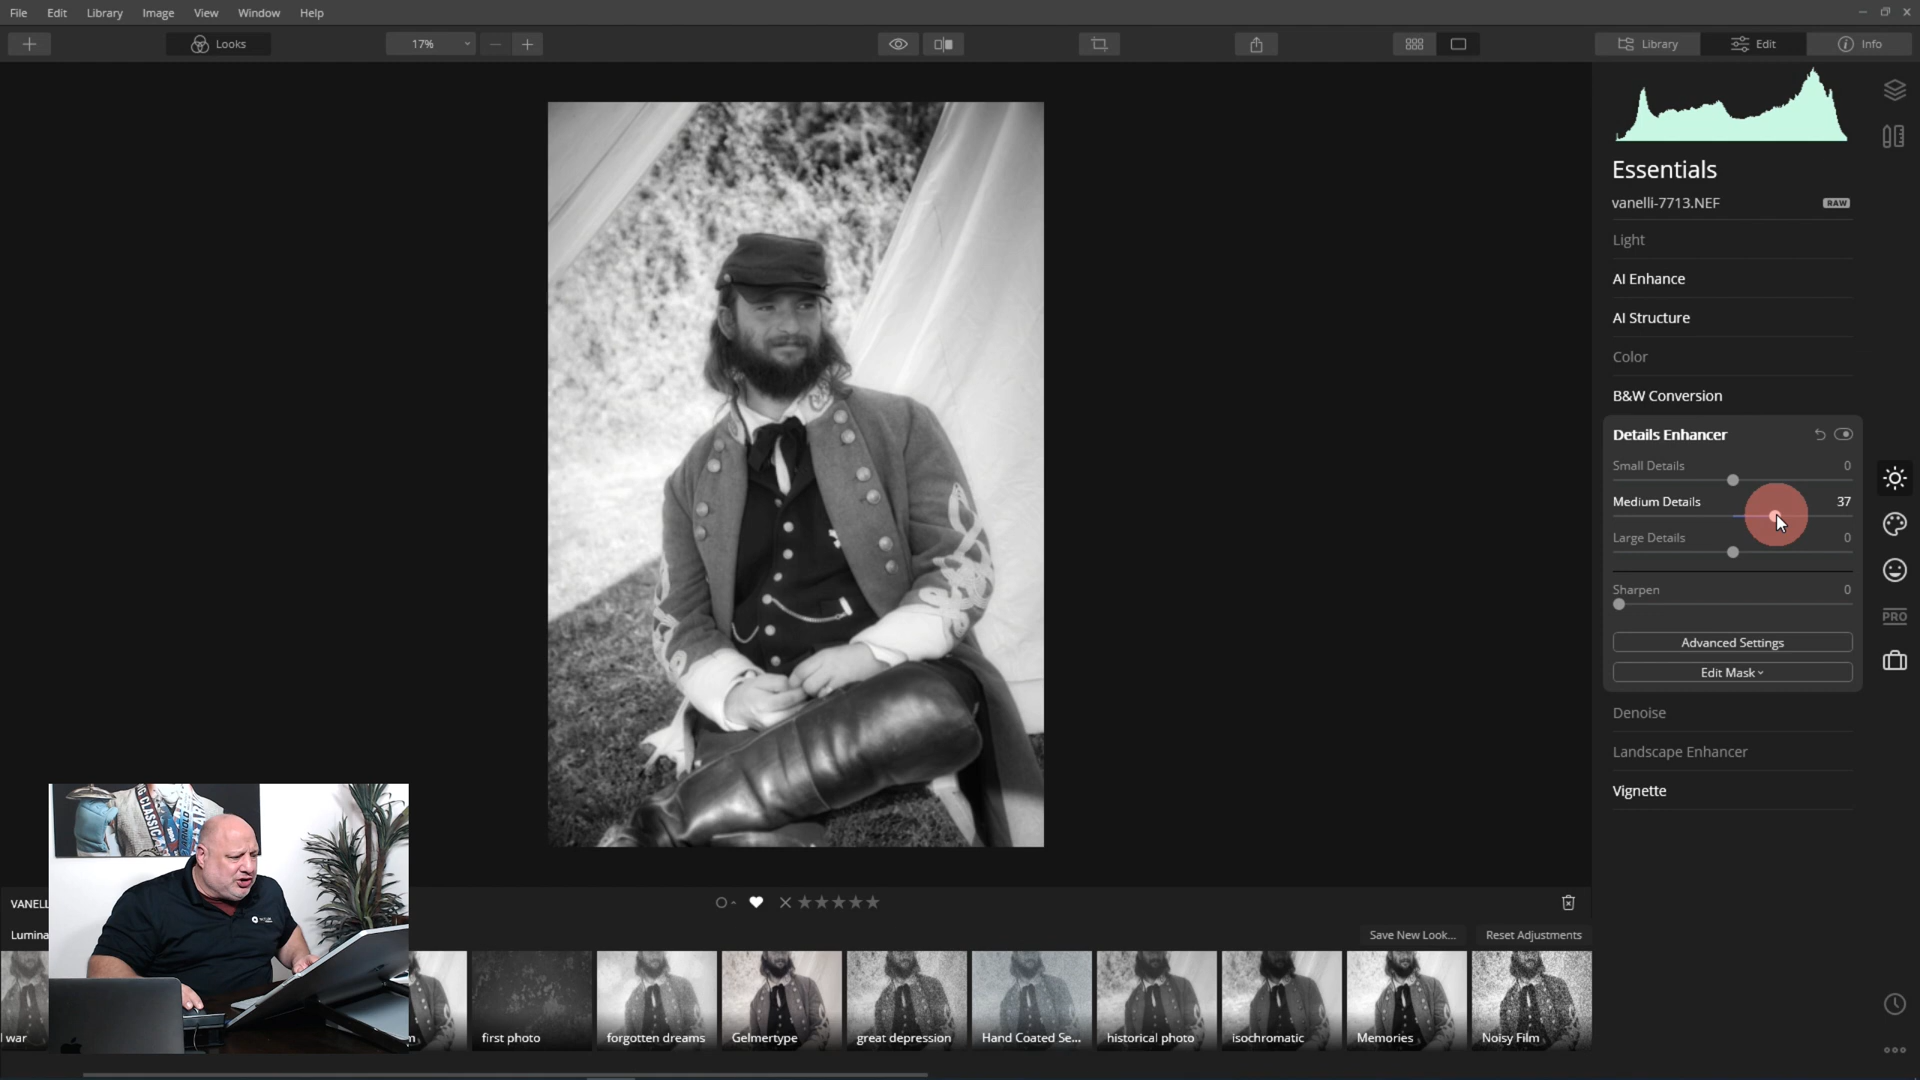 File Edit Library Image View Window Help
Looks 17% Library Edit Info
Essentials
vanelli-7713.NEF RAW
Light
AI Enhance
AI Structure
Color
B&W Conversion
Details Enhancer
Small Details 0
Medium Details 37
Large Details 0
Sharpen 0
PRO
Advanced Settings
Edit Mask
Denoise
Landscape Enhancer
Vignette
VANELL
Lumina
Save New Look... Reset Adjustments
l war
first photo
forgotten dreams
Gelmertype
great depression
Hand Coated Se...
historical photo
isochromatic
Memories
Noisy Film
CLASSIC